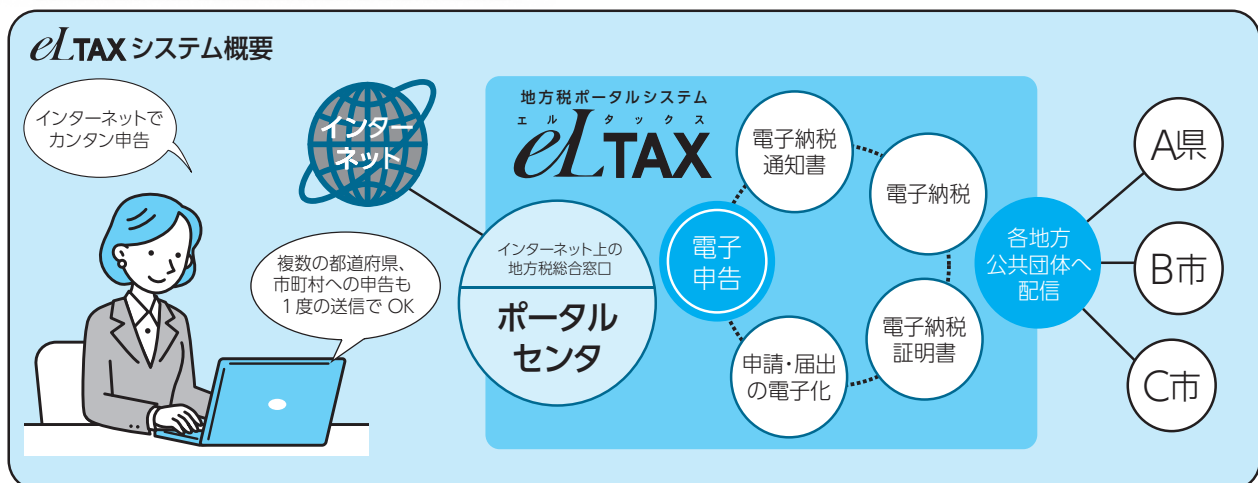 eLTAX システム概要
インターネットで
カンタン申告
複数の都道府県、
市町村への申告も
1度の送信で OK
インター
ネット
地方税ポータルシステム
エルタックス
eLTAX
インターネット上の
地方税総合窓口
ポータル
センタ
電子
申告
電子納税
通知書
電子納税
電子納税
証明書
申請・届出
の電子化
各地方
公共団体へ
配信
A県
B市
C市